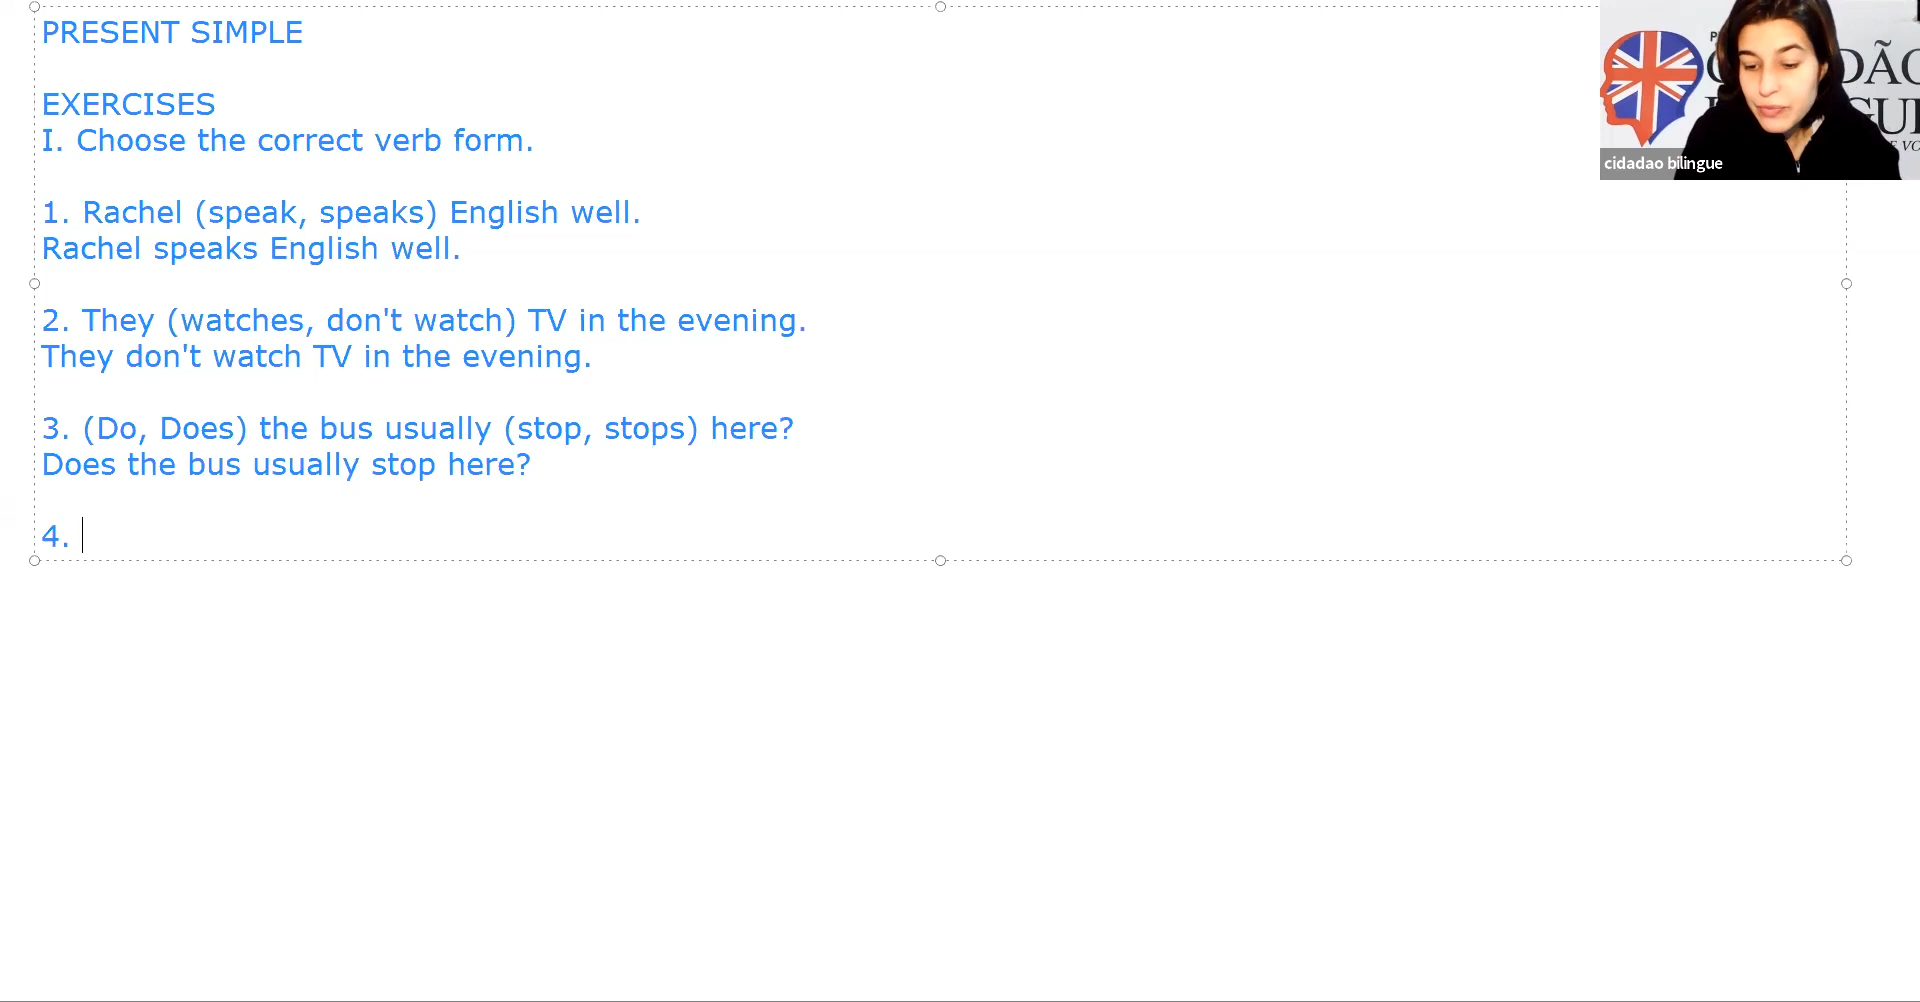 PRESENT SIMPLE
EXERCISES
I. Choose the correct verb form.
1. Rachel (speak, speaks) English well.
Rachel speaks English well.
2. They (watches, don't watch) TV in the evening.
They don't watch TV in the evening.
3. (Do, Does) the bus usually (stop, stops) here?
Does the bus usually stop here?
4.
cidadao bilingue